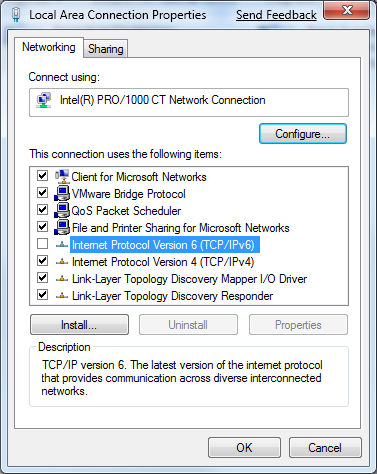 Local Area Connection Properties Send Feedback
Networking Sharing
Connect using:
Intel(R) PRO/1000 CT Network Connection
Configure...
This connection uses the following items:
Client for Microsoft Networks
VMware Bridge Protocol
QoS Packet Scheduler
File and Printer Sharing for Microsoft Networks
Internet Protocol Version 6 (TCP/IPv6)
Internet Protocol Version 4 (TCP/IPv4)
Link-Layer Topology Discovery Mapper I/O Driver
Link-Layer Topology Discovery Responder
Install... Uninstall Properties
Description
TCP/IP version 6. The latest version of the internet protocol
that provides communication across diverse interconnected
networks.
OK Cancel